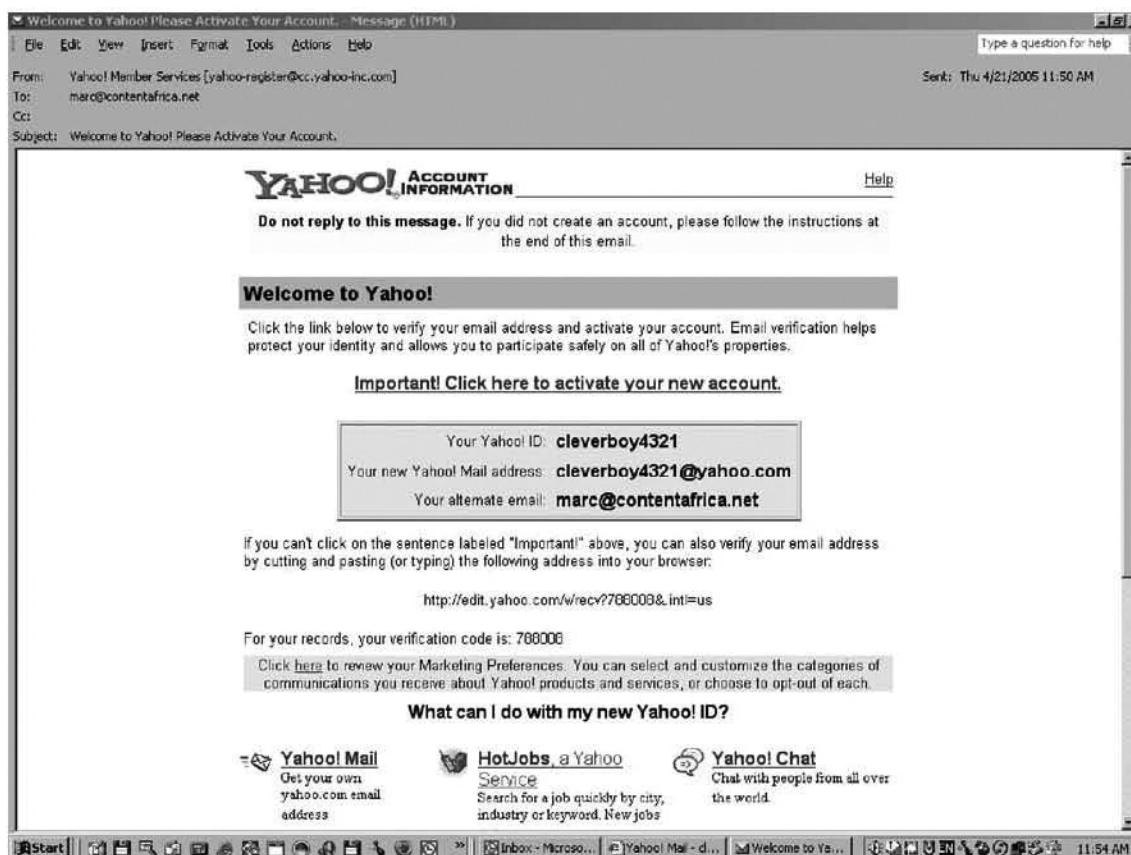 Welcome to Yahoo! Please Activate Your Account. - Message (HTML)
File Edit View Insert Format Tools Actions Help Type a question for help
From: Yahoo! Member Services [yahoo-register@cc.yahoo-inc.com] Sent: Thu 4/21/2005 11:50 AM
To: marc@contentafrica.net
Cc:
Subject: Welcome to Yahoo! Please Activate Your Account.
YAHOO! ACCOUNT INFORMATION Help
Do not reply to this message. If you did not create an account, please follow the instructions at
the end of this email.
Welcome to Yahoo!
Click the link below to verify your email address and activate your account. Email verification helps
protect your identity and allows you to participate safely on all of Yahoo!'s properties.
Important! Click here to activate your new account.
Your Yahoo! ID: cleverboy4321
Your new Yahoo! Mail address: cleverboy4321@yahoo.com
Your alternate email: marc@contentafrica.net
If you can't click on the sentence labeled "Important!" above, you can also verify your email address
by cutting and pasting (or typing) the following address into your browser:
http://edit.yahoo.com/w/recv?788008&.intl=us
For your records, your verification code is: 788008
Click here to review your Marketing Preferences. You can select and customize the categories of
communications you receive about Yahoo! products and services, or choose to opt-out of each.
What can I do with my new Yahoo! ID?
Yahoo! Mail
Get your own
yahoo.com email
address
HotJobs, a Yahoo
Service
Search for a job quickly by city,
industry or keyword. New jobs
Yahoo! Chat
Chat with people from all over
the world.
Start Inbox - Microso... Yahoo! Mail - d... Welcome to Ya... EN 11:54 AM